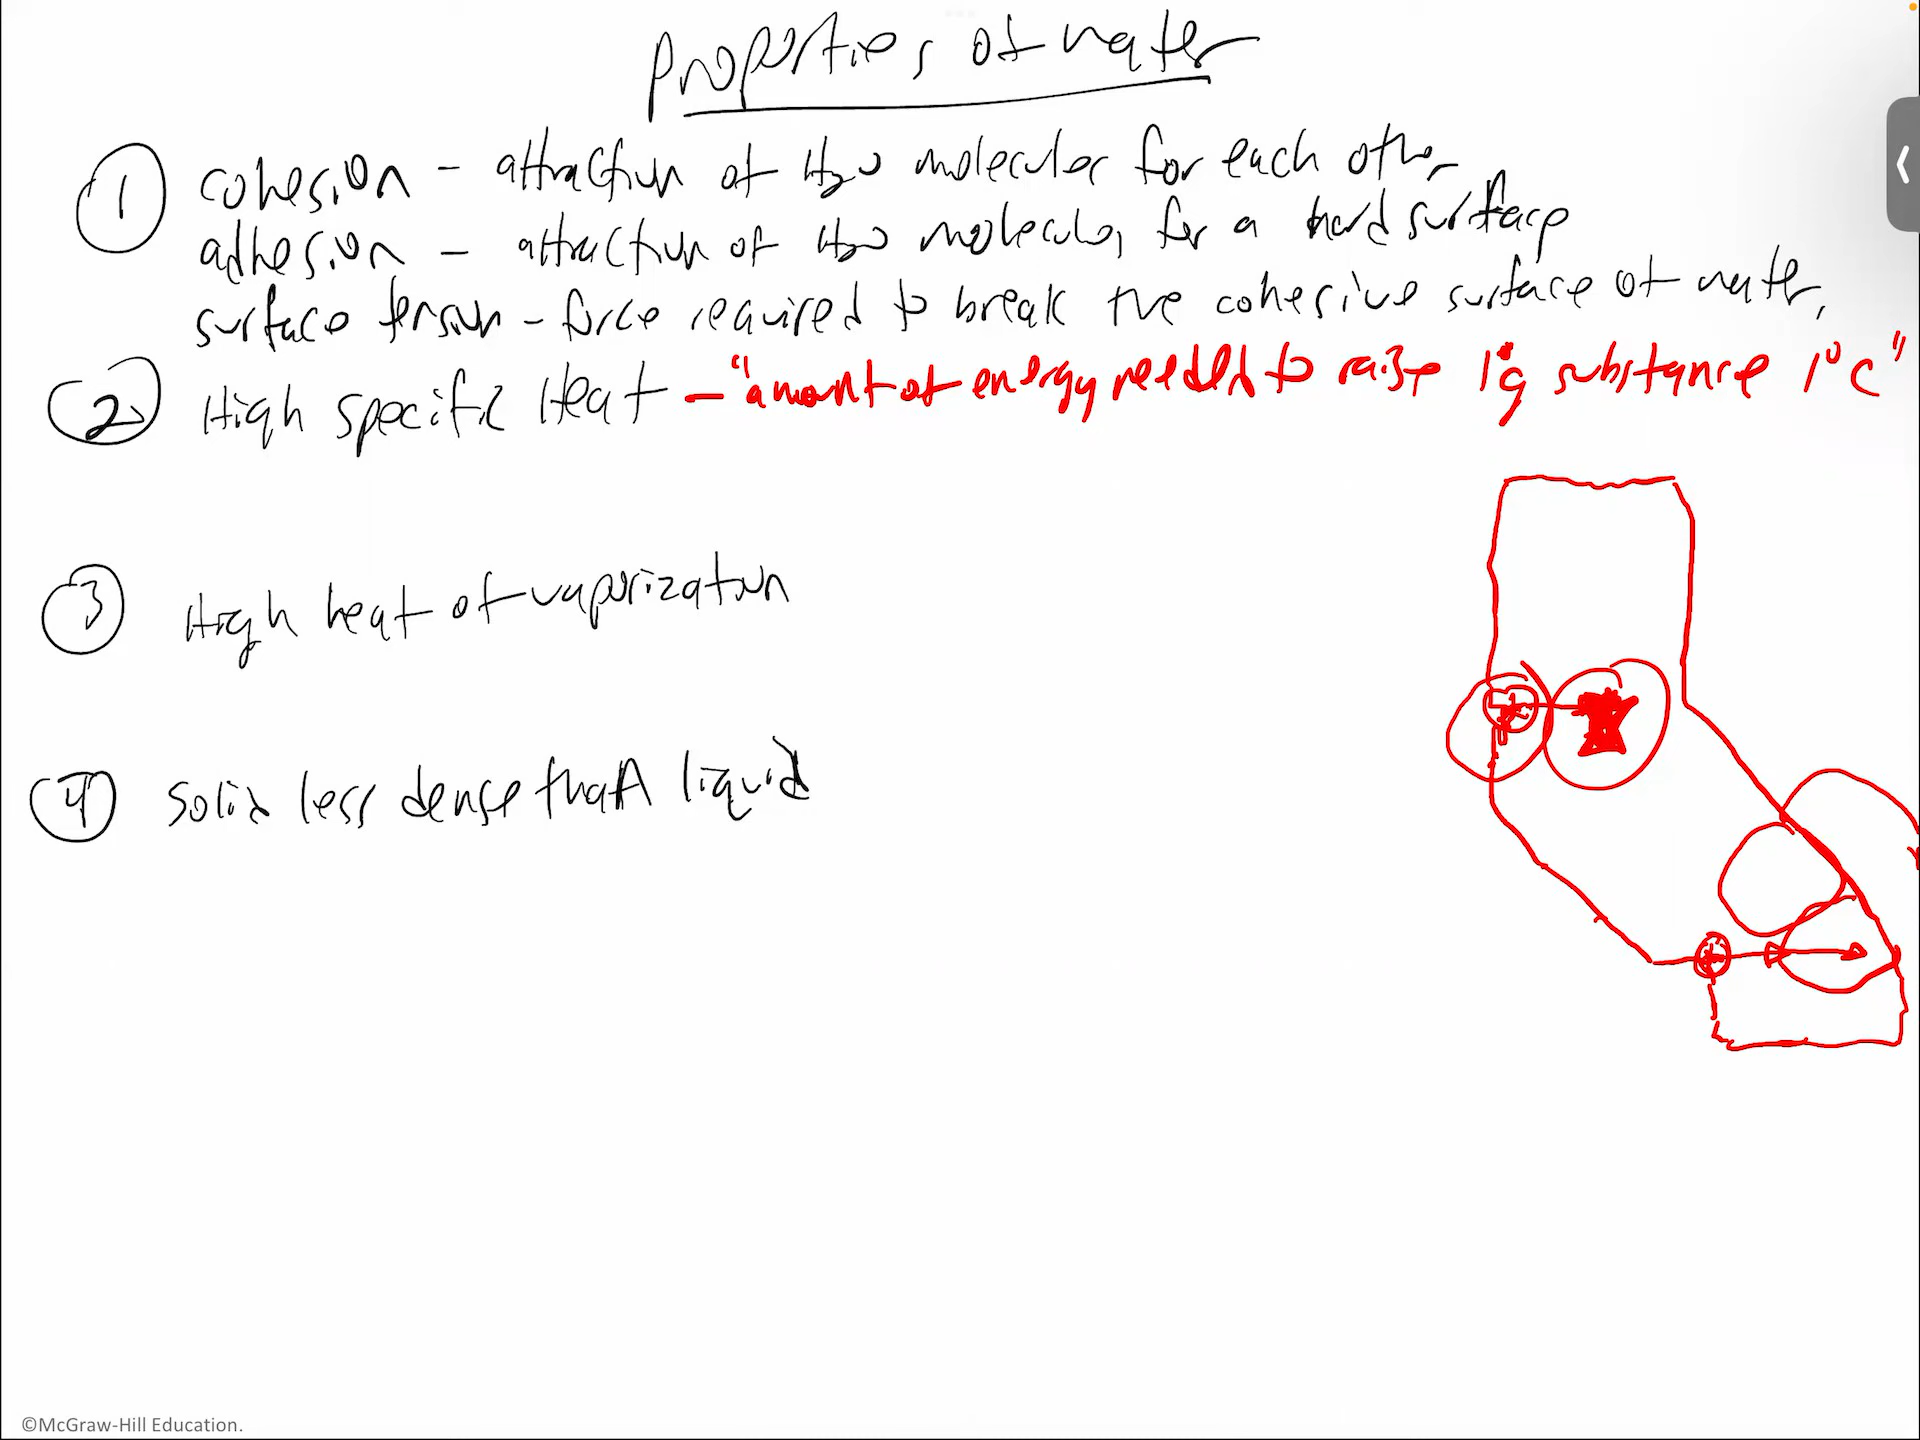 Properties of water
1 cohesion - attraction of H2O molecules for each other
adhesion - attraction of H2O molecules for a hard surface
surface tension - force required to break the cohesive surface of water,
2 High specific Heat - "amount of energy needed to raise 1g substance 1°C"
3 High heat of vaporization
4 Solid less dense than liquid
©McGraw-Hill Education.